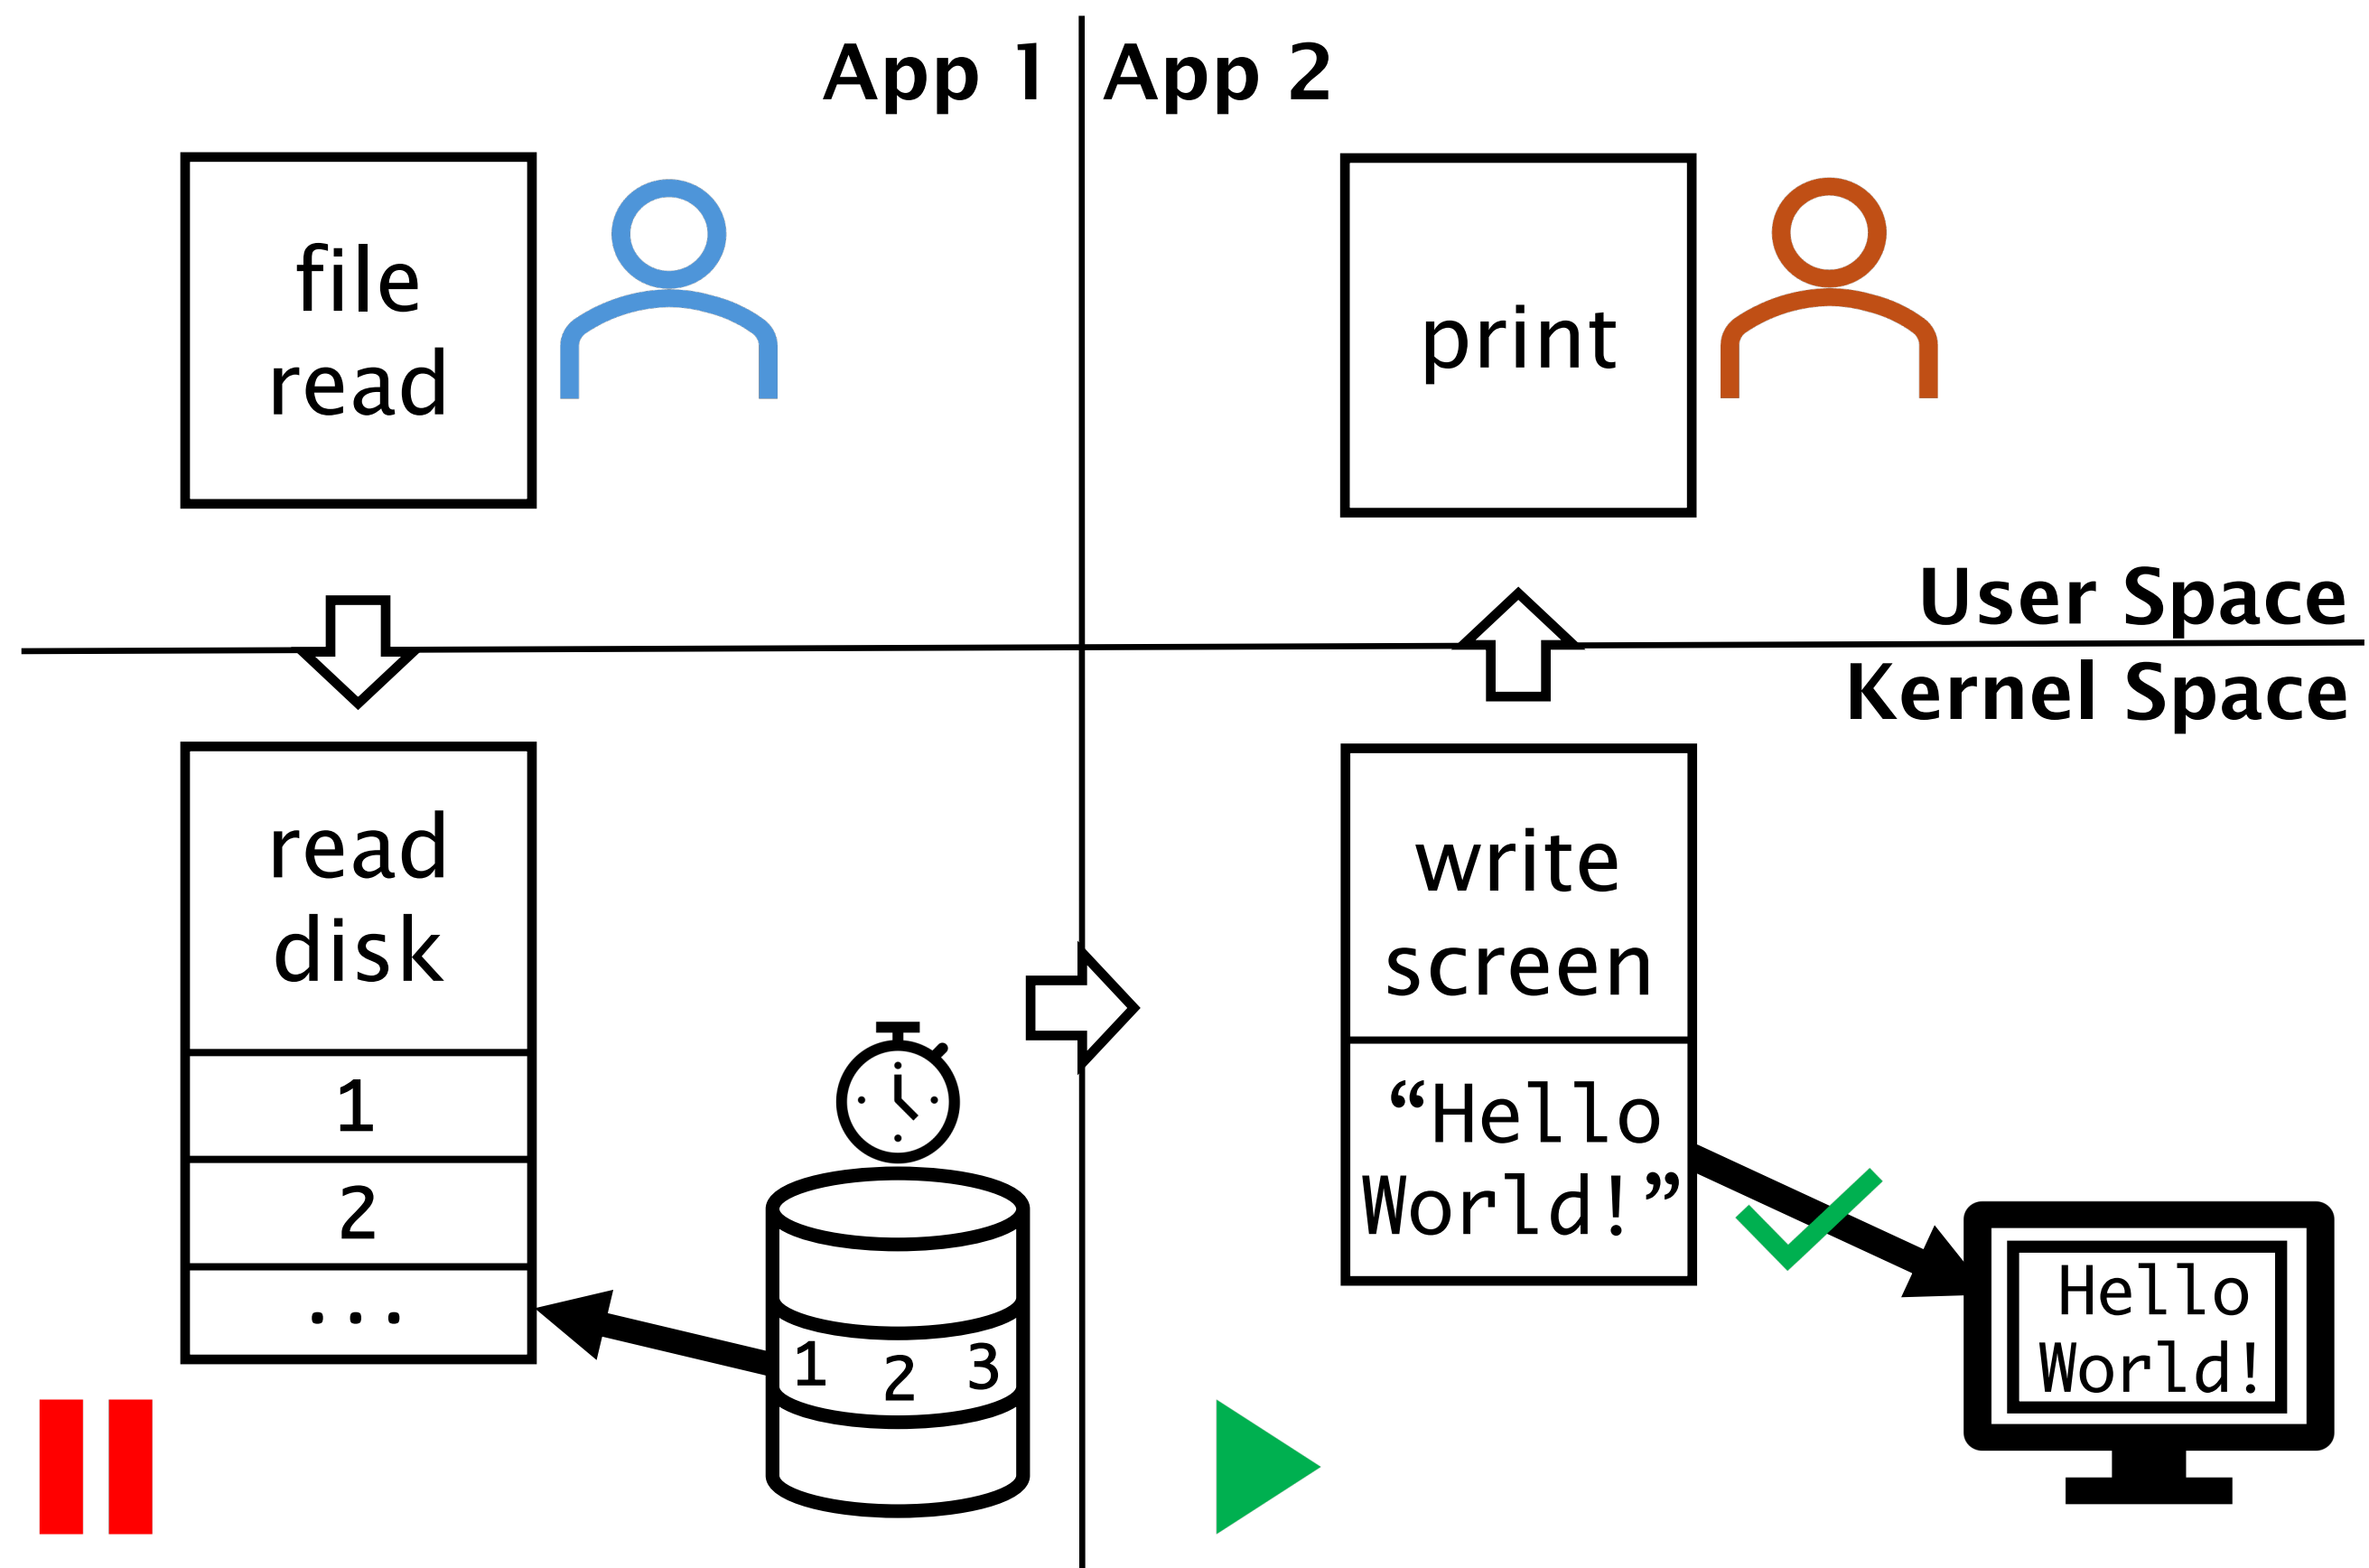 App 1
App 2
file
read
print
User Space
Kernel Space
read
disk
1
2
...
1 2 3
write
screen
“Hello
World!”
Hello
World!